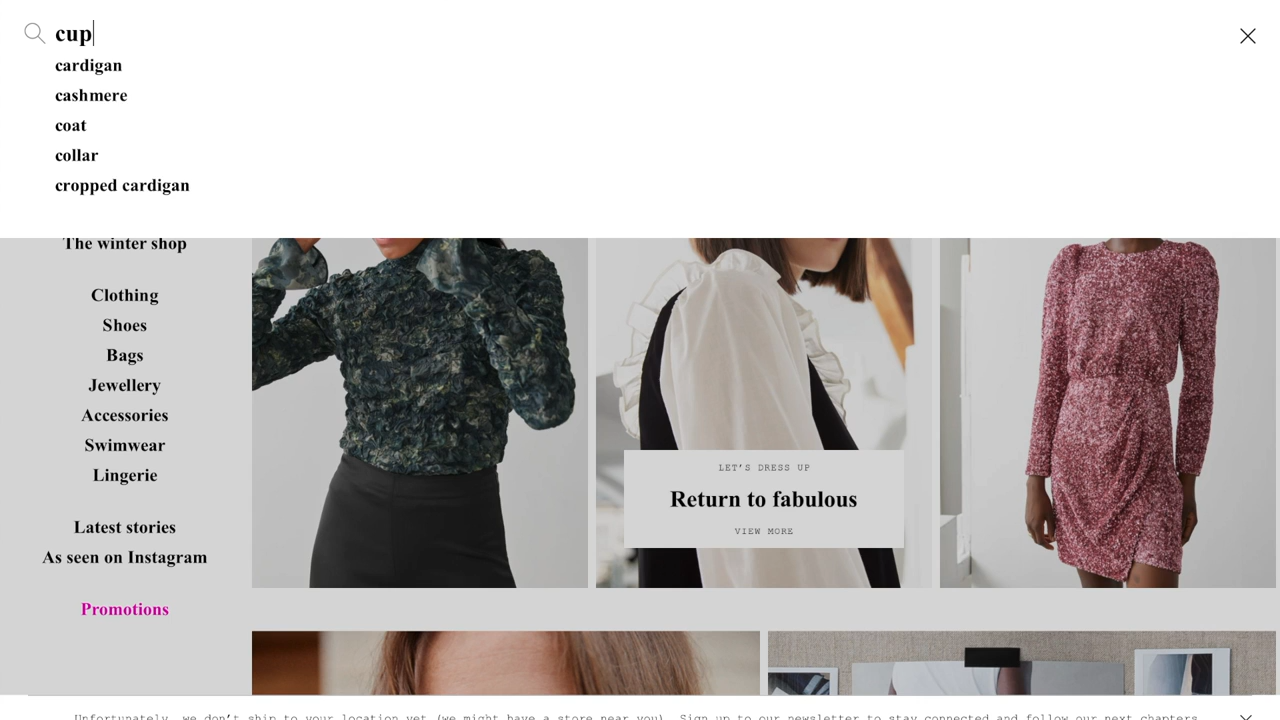 cup
cardigan
cashmere
coat
collar
cropped cardigan
The winter shop
Clothing
Shoes
Bags
Jewellery
Accessories
Swimwear
Lingerie
Latest stories
As seen on Instagram
Promotions
LET'S DRESS UP
Return to fabulous
VIEW MORE
Unfortunately, we don't ship to your location yet (we might have a store near you). Sign up to our newsletter to stay connected and follow our next chapters.